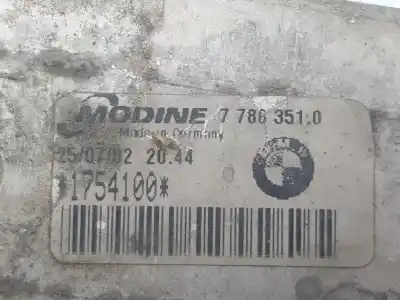 MODINE 7 786 351.0
Made in Germany
25/07/02 20.44
*1754100*